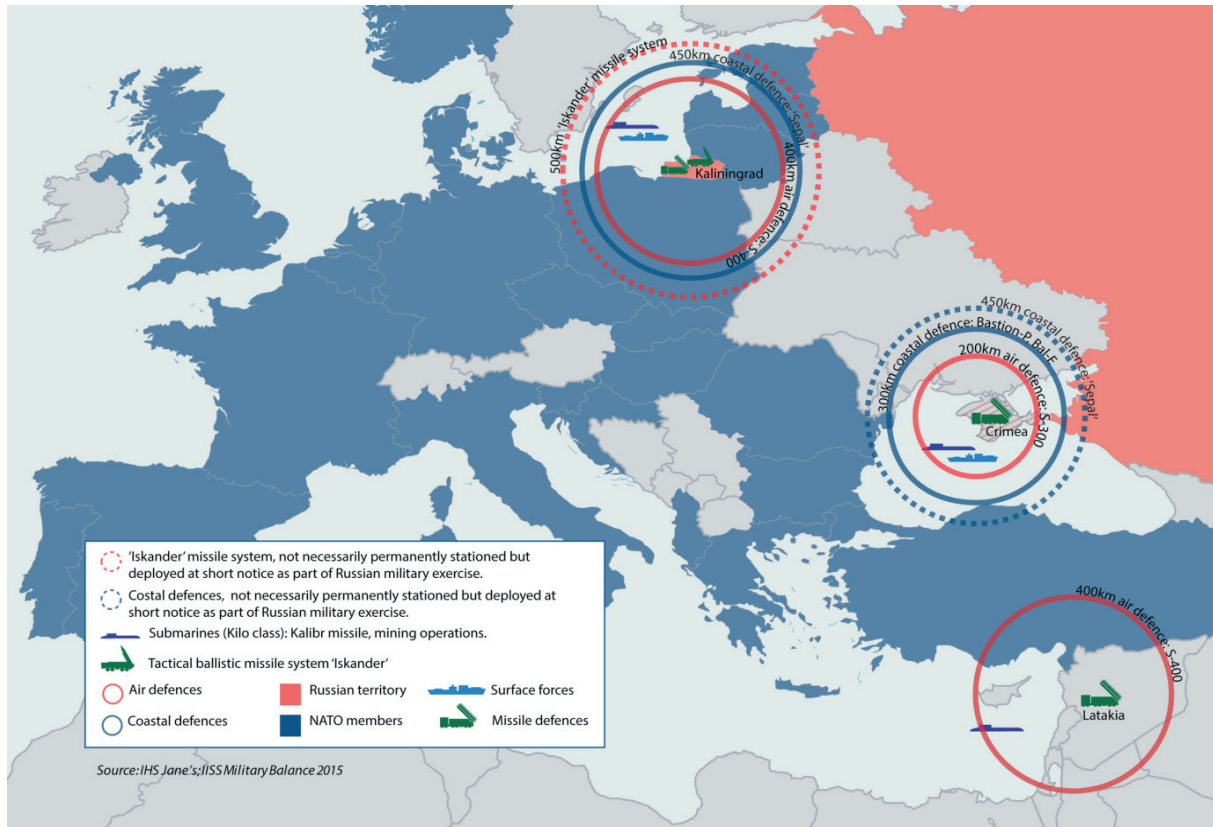 500km 'Iskander' missile system
450km coastal defence: 'Sepal'
400km air defence: S-400
Kaliningrad
450km coastal defence: 'Sepal'
300km coastal defence: Bastion-P, Bal-E
200km air defence: S-300
Crimea
400km air defence: S-400
Latakia
'Iskander' missile system, not necessarily permanently stationed but
deployed at short notice as part of Russian military exercise.
Costal defences, not necessarily permanently stationed but deployed at
short notice as part of Russian military exercise.
Submarines (Kilo class): Kalibr missile, mining operations.
Tactical ballistic missile system 'Iskander'
Air defences
Russian territory
Surface forces
Coastal defences
NATO members
Missile defences
Source: IHS Jane's; IISS Military Balance 2015